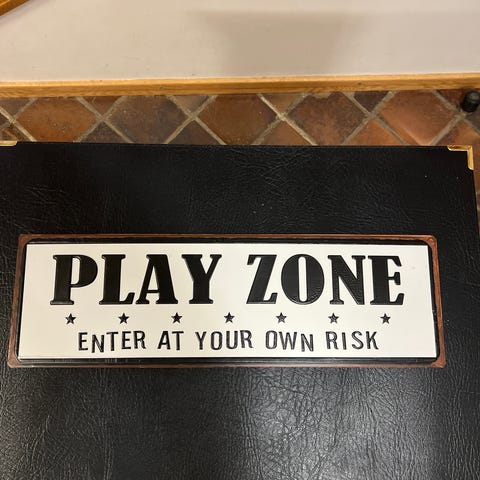 PLAY ZONE
ENTER AT YOUR OWN RISK